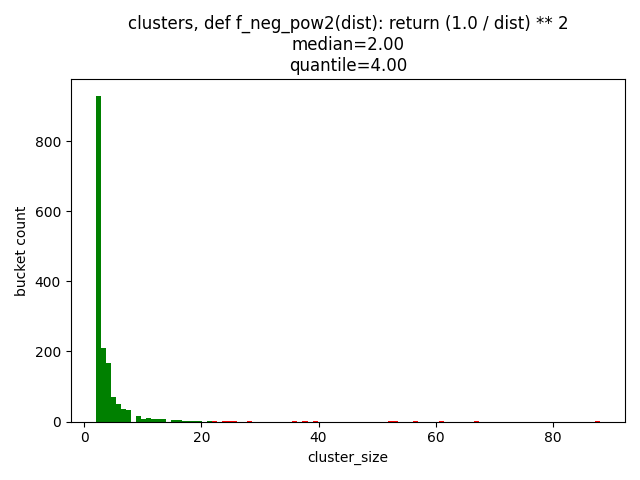 clusters, def f_neg_pow2(dist): return (1.0 / dist) ** 2
median=2.00
quantile=4.00
bucket count
800
600
400
200
0
0 20 40 60 80
cluster_size